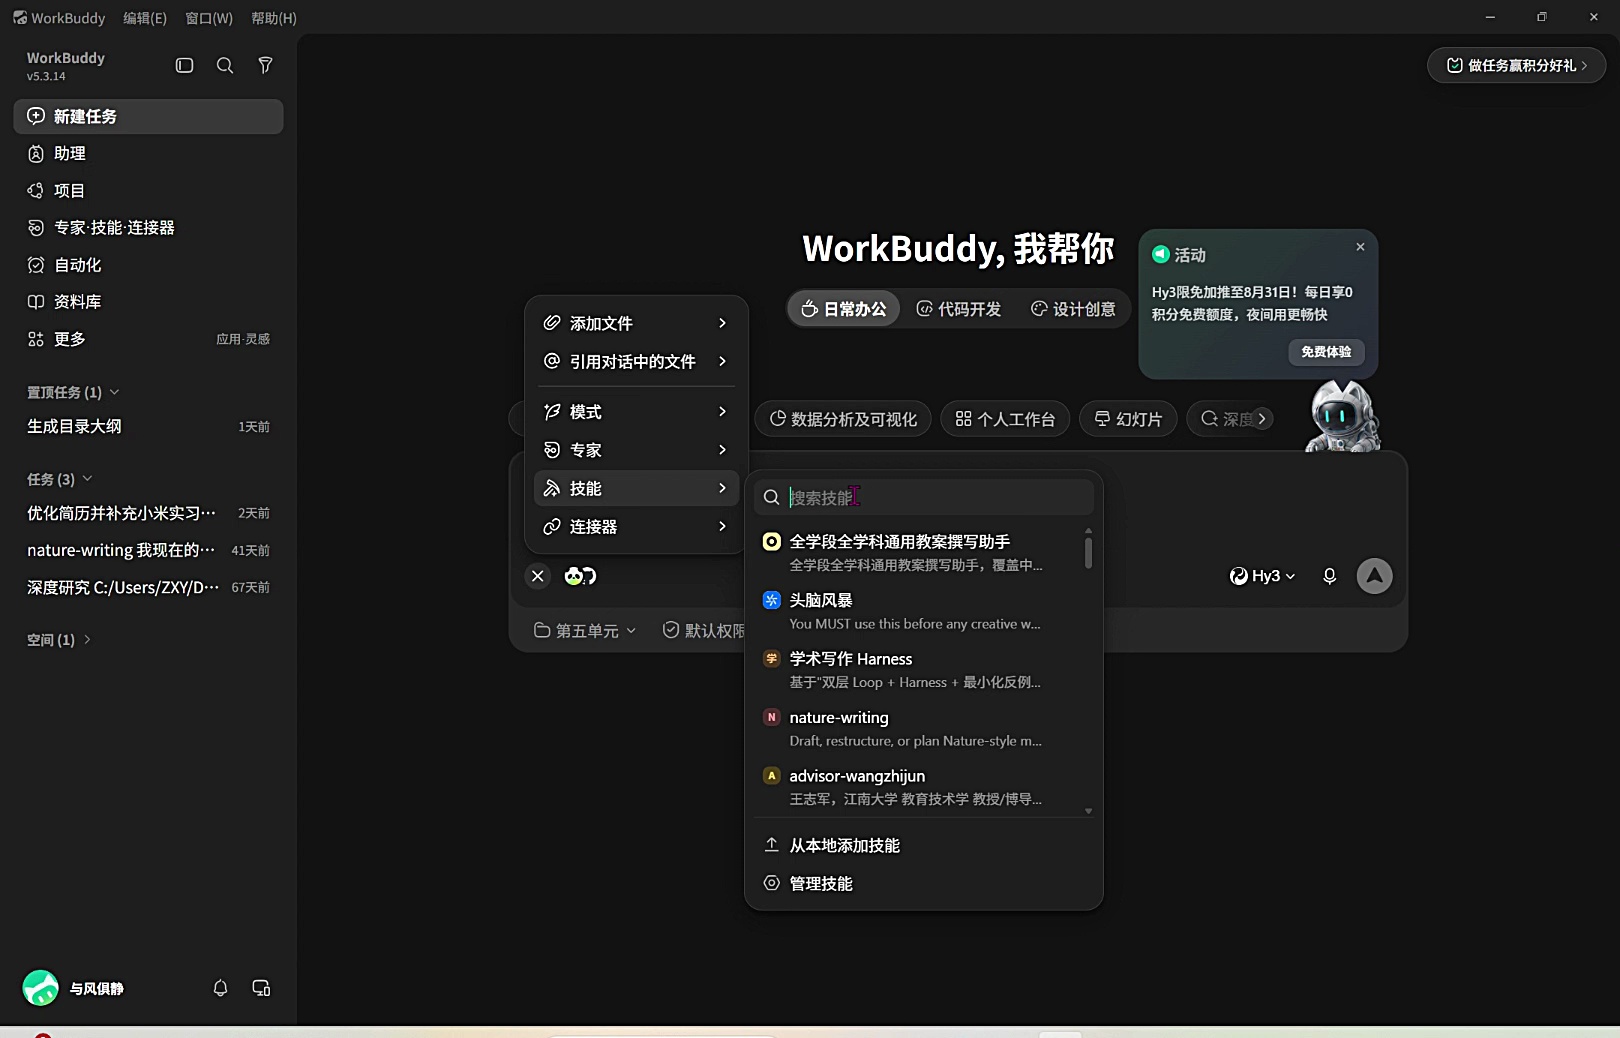 WorkBuddy 编辑(E) 窗口(W) 帮助(H)
WorkBuddy
v5.3.14
新建任务
助理
项目
专家·技能·连接器
自动化
资料库
更多 应用·灵感
置顶任务 (1)
生成目录大纲 1天前
任务 (3)
优化简历并补充小米实习··· 2天前
nature-writing 我现在的··· 41天前
深度研究 C:/Users/ZXY/D··· 67天前
空间 (1)
与风俱静
做任务赢积分好礼
WorkBuddy, 我帮你
日常办公 代码开发 设计创意
活动
Hy3限免加推至8月31日！每日享0
积分免费额度，夜间用更畅快
免费体验
数据分析及可视化 个人工作台 幻灯片 深度
添加文件
引用对话中的文件
模式
专家
技能
连接器
搜索技能
全学段全学科通用教案撰写助手
全学段全学科通用教案撰写助手，覆盖中...
头脑风暴
You MUST use this before any creative w...
学 学术写作 Harness
基于"双层 Loop + Harness + 最小化反例...
N nature-writing
Draft, restructure, or plan Nature-style m...
A advisor-wangzhijun
王志军，江南大学 教育技术学 教授/博导...
从本地添加技能
管理技能
Hy3
第五单元 默认权限